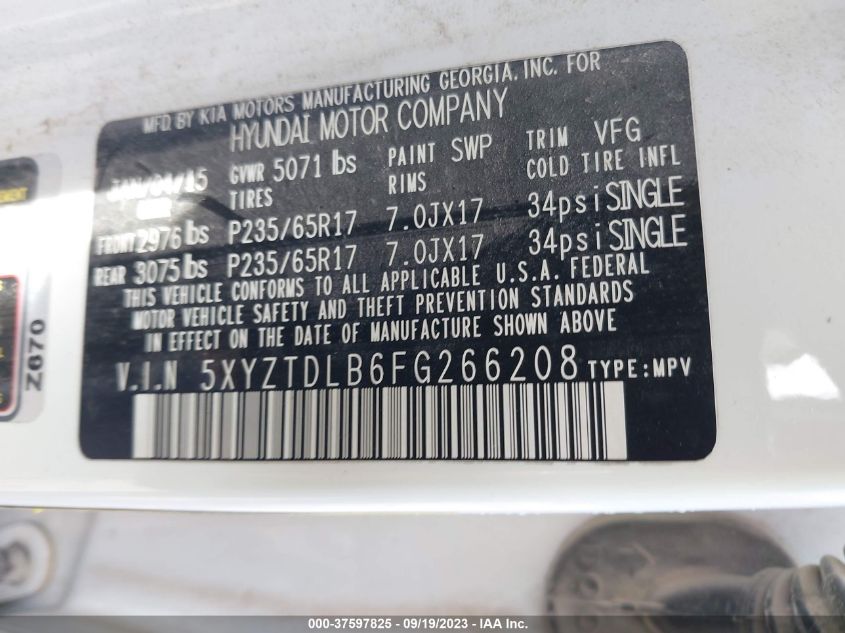 MFD BY KIA MOTORS MANUFACTURING GEORGIA, INC. FOR
HYUNDAI MOTOR COMPANY
GVWR 5071 lbs PAINT SWP TRIM VFG
TIRES RIMS COLD TIRE INFL
FRONT 2976 lbs P235/65R17 7.0JX17 34psi SINGLE
REAR 3075 lbs P235/65R17 7.0JX17 34psi SINGLE
THIS VEHICLE CONFORMS TO ALL APPLICABLE U.S.A. FEDERAL
MOTOR VEHICLE SAFETY AND THEFT PREVENTION STANDARDS
IN EFFECT ON THE DATE OF MANUFACTURE SHOWN ABOVE
V.I.N 5XYZTDLB6FG266208 TYPE:MPV
Z670
000-37597825 - 09/19/2023 - IAA Inc.